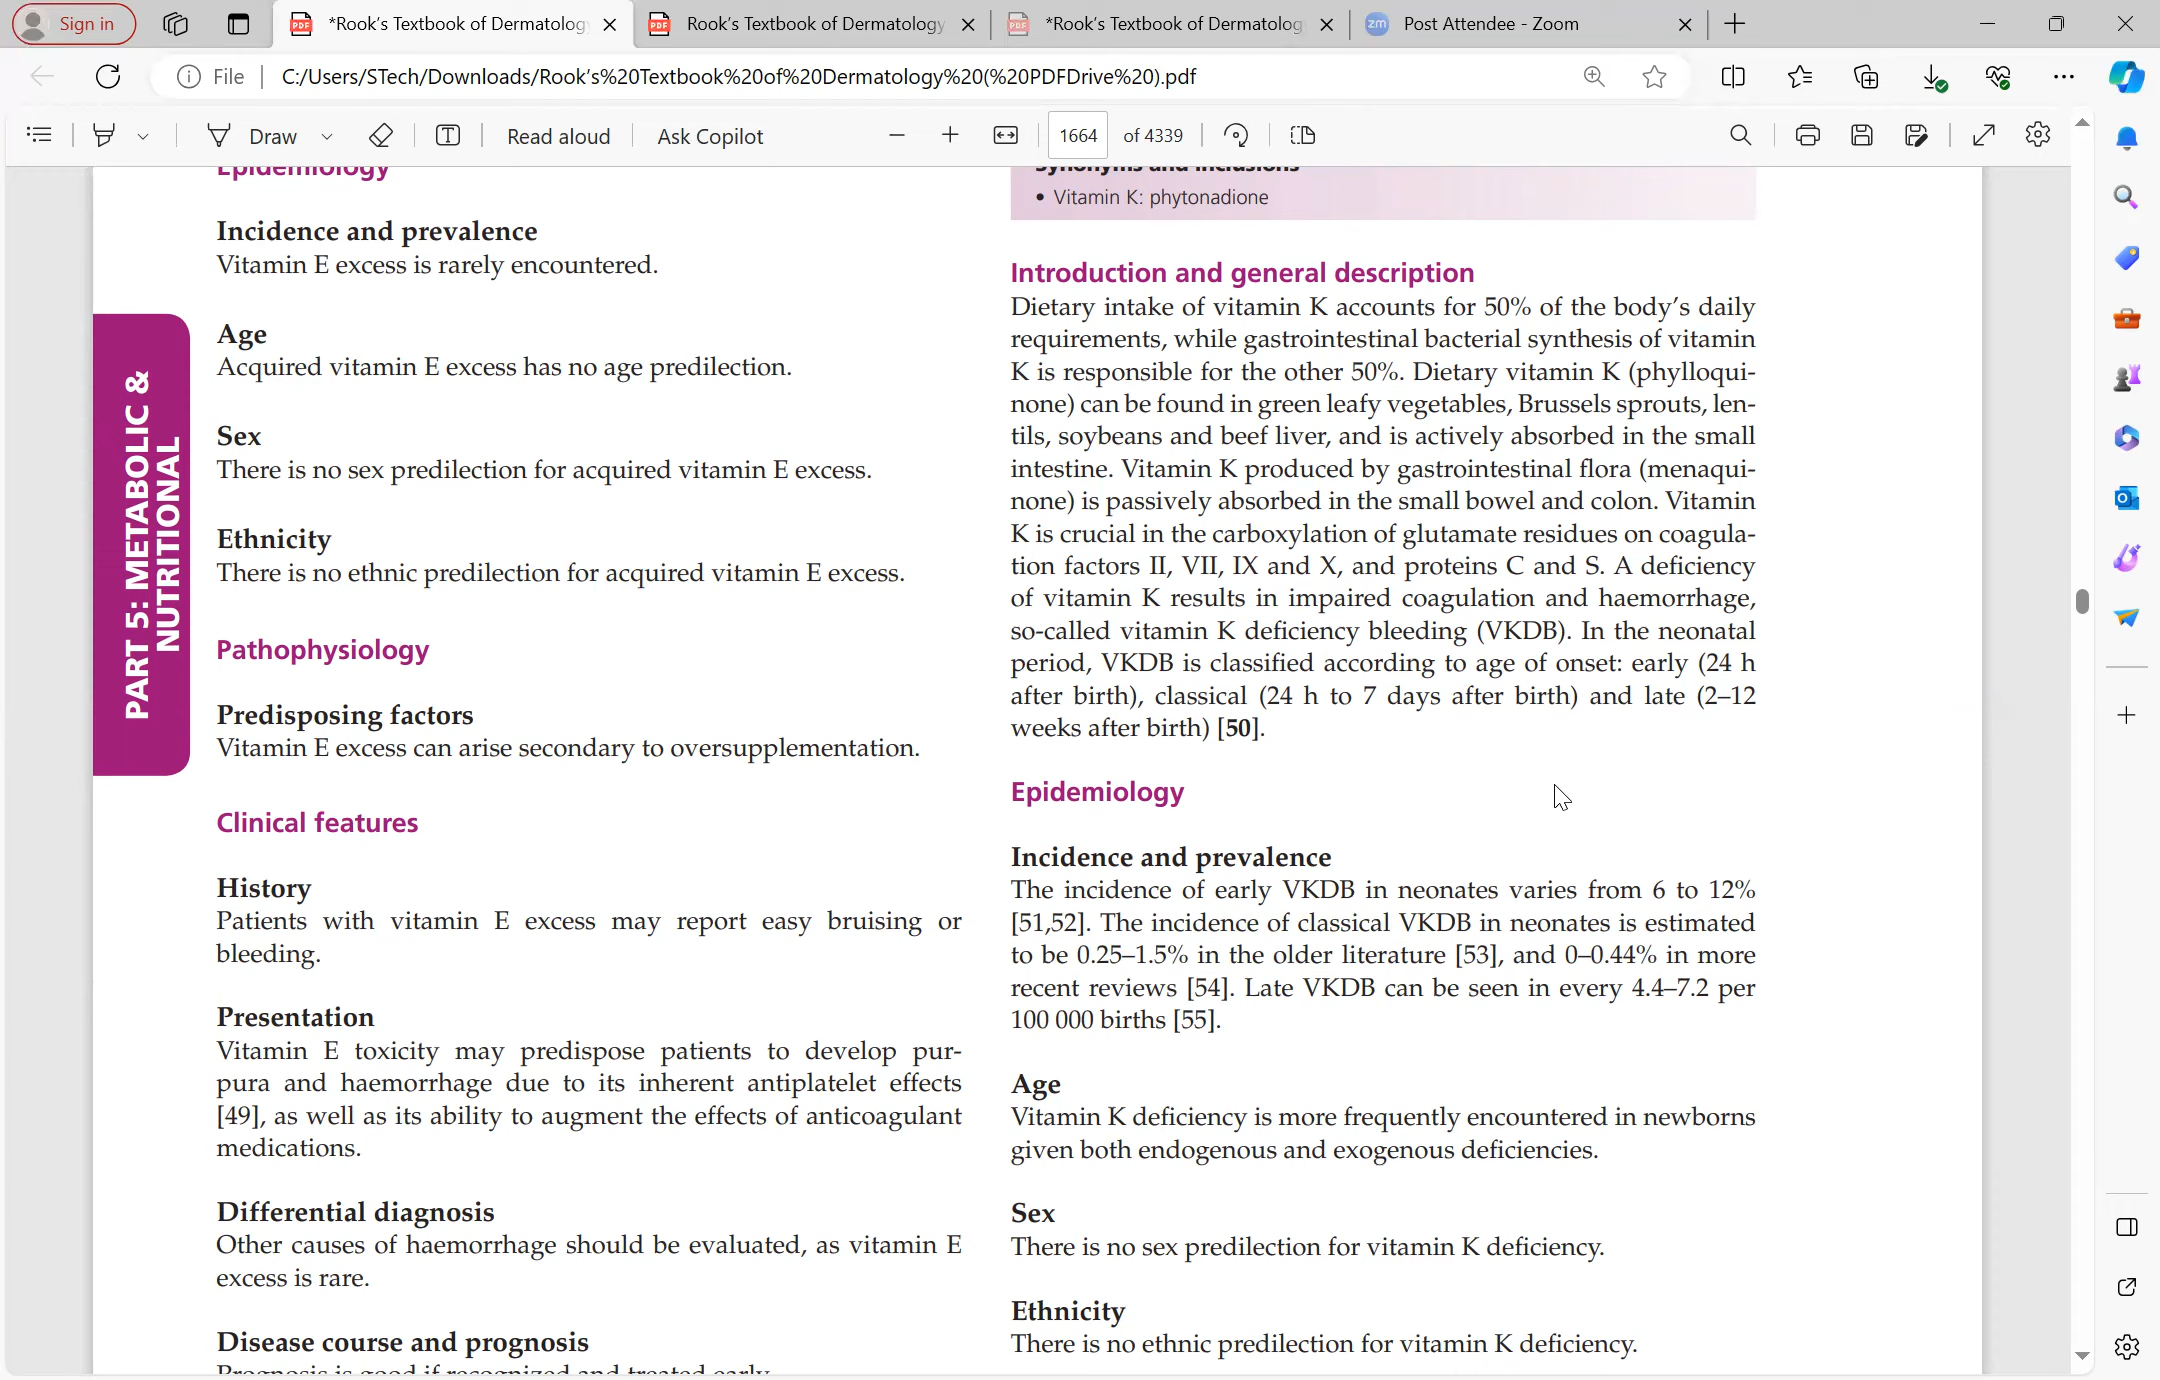 Sign in
*Rook's Textbook of Dermatology
Rook's Textbook of Dermatology
*Rook's Textbook of Dermatolog
zm
Post Attendee - Zoom
File
C:/Users/STech/Downloads/Rook's%20Textbook%20of%20Dermatology%20(%20PDFDrive%20).pdf
Draw
Read aloud
Ask Copilot
1664
of 4339
PART 5: METABOLIC &
NUTRITIONAL
Epidemiology
Incidence and prevalence
Vitamin E excess is rarely encountered.
Age
Acquired vitamin E excess has no age predilection.
Sex
There is no sex predilection for acquired vitamin E excess.
Ethnicity
There is no ethnic predilection for acquired vitamin E excess.
Pathophysiology
Predisposing factors
Vitamin E excess can arise secondary to oversupplementation.
Clinical features
History
Patients with vitamin E excess may report easy bruising or
bleeding.
Presentation
Vitamin E toxicity may predispose patients to develop pur-
pura and haemorrhage due to its inherent antiplatelet effects
[49], as well as its ability to augment the effects of anticoagulant
medications.
Differential diagnosis
Other causes of haemorrhage should be evaluated, as vitamin E
excess is rare.
Disease course and prognosis
Prognosis is good if recognized and treated early.
Synonyms and inclusions
• Vitamin K: phytonadione
Introduction and general description
Dietary intake of vitamin K accounts for 50% of the body's daily
requirements, while gastrointestinal bacterial synthesis of vitamin
K is responsible for the other 50%. Dietary vitamin K (phylloqui-
none) can be found in green leafy vegetables, Brussels sprouts, len-
tils, soybeans and beef liver, and is actively absorbed in the small
intestine. Vitamin K produced by gastrointestinal flora (menaqui-
none) is passively absorbed in the small bowel and colon. Vitamin
K is crucial in the carboxylation of glutamate residues on coagula-
tion factors II, VII, IX and X, and proteins C and S. A deficiency
of vitamin K results in impaired coagulation and haemorrhage,
so-called vitamin K deficiency bleeding (VKDB). In the neonatal
period, VKDB is classified according to age of onset: early (24 h
after birth), classical (24 h to 7 days after birth) and late (2–12
weeks after birth) [50].
Epidemiology
Incidence and prevalence
The incidence of early VKDB in neonates varies from 6 to 12%
[51,52]. The incidence of classical VKDB in neonates is estimated
to be 0.25–1.5% in the older literature [53], and 0–0.44% in more
recent reviews [54]. Late VKDB can be seen in every 4.4–7.2 per
100 000 births [55].
Age
Vitamin K deficiency is more frequently encountered in newborns
given both endogenous and exogenous deficiencies.
Sex
There is no sex predilection for vitamin K deficiency.
Ethnicity
There is no ethnic predilection for vitamin K deficiency.